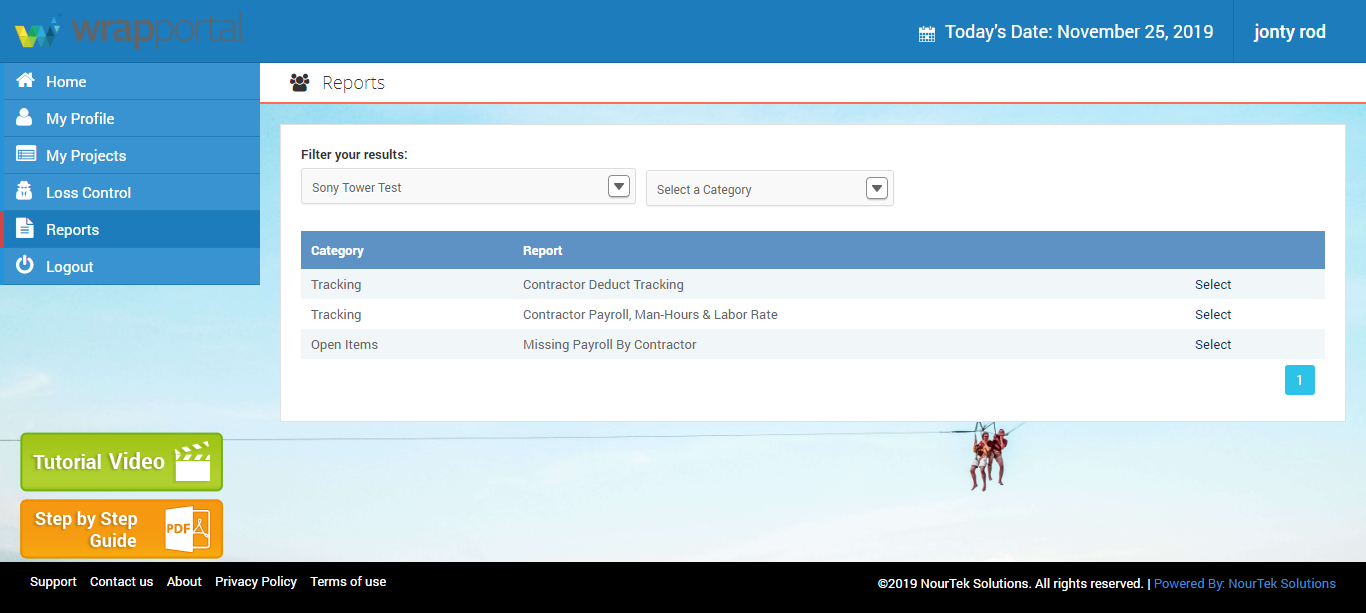 wrapportal
Today's Date: November 25, 2019
jonty rod
Home
My Profile
My Projects
Loss Control
Reports
Logout
Reports
Filter your results:
Sony Tower Test
Select a Category
Category Report
Tracking Contractor Deduct Tracking Select
Tracking Contractor Payroll, Man-Hours & Labor Rate Select
Open Items Missing Payroll By Contractor Select
1
Tutorial Video
Step by Step
Guide
PDF
Support Contact us About Privacy Policy Terms of use
©2019 NourTek Solutions. All rights reserved. | Powered By: NourTek Solutions